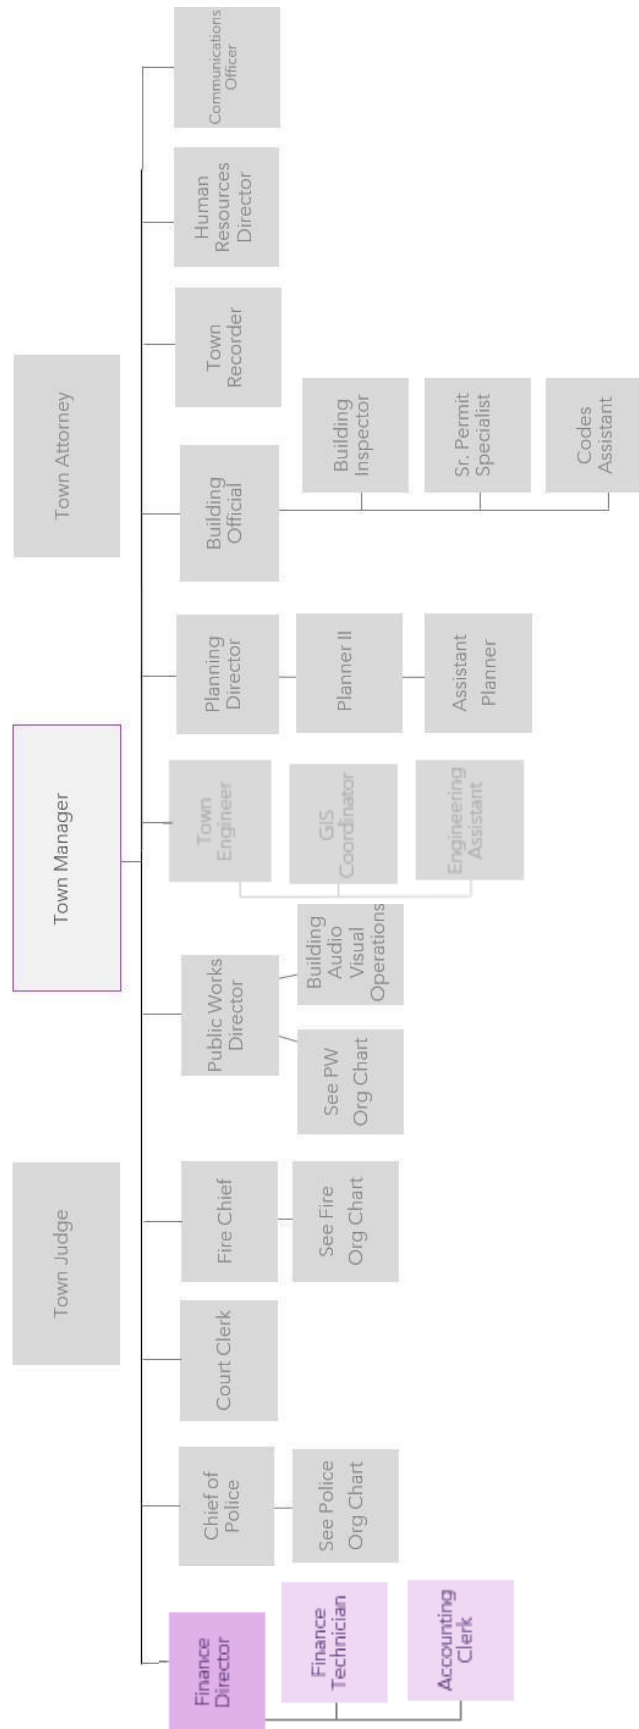 Town Judge
Town Manager
Town Attorney
Finance
Director
Chief of
Police
Court Clerk
Fire Chief
Public Works
Director
Town
Engineer
Planning
Director
Building
Official
Town
Recorder
Human
Resources
Director
Communications
Officer
Finance
Technician
See Police
Org Chart
See Fire
Org Chart
See PW
Org Chart
Building
Audio
Visual
Operations
GIS
Coordinator
Planner II
Building
Inspector
Accounting
Clerk
Engineering
Assistant
Assistant
Planner
Sr. Permit
Specialist
Codes
Assistant